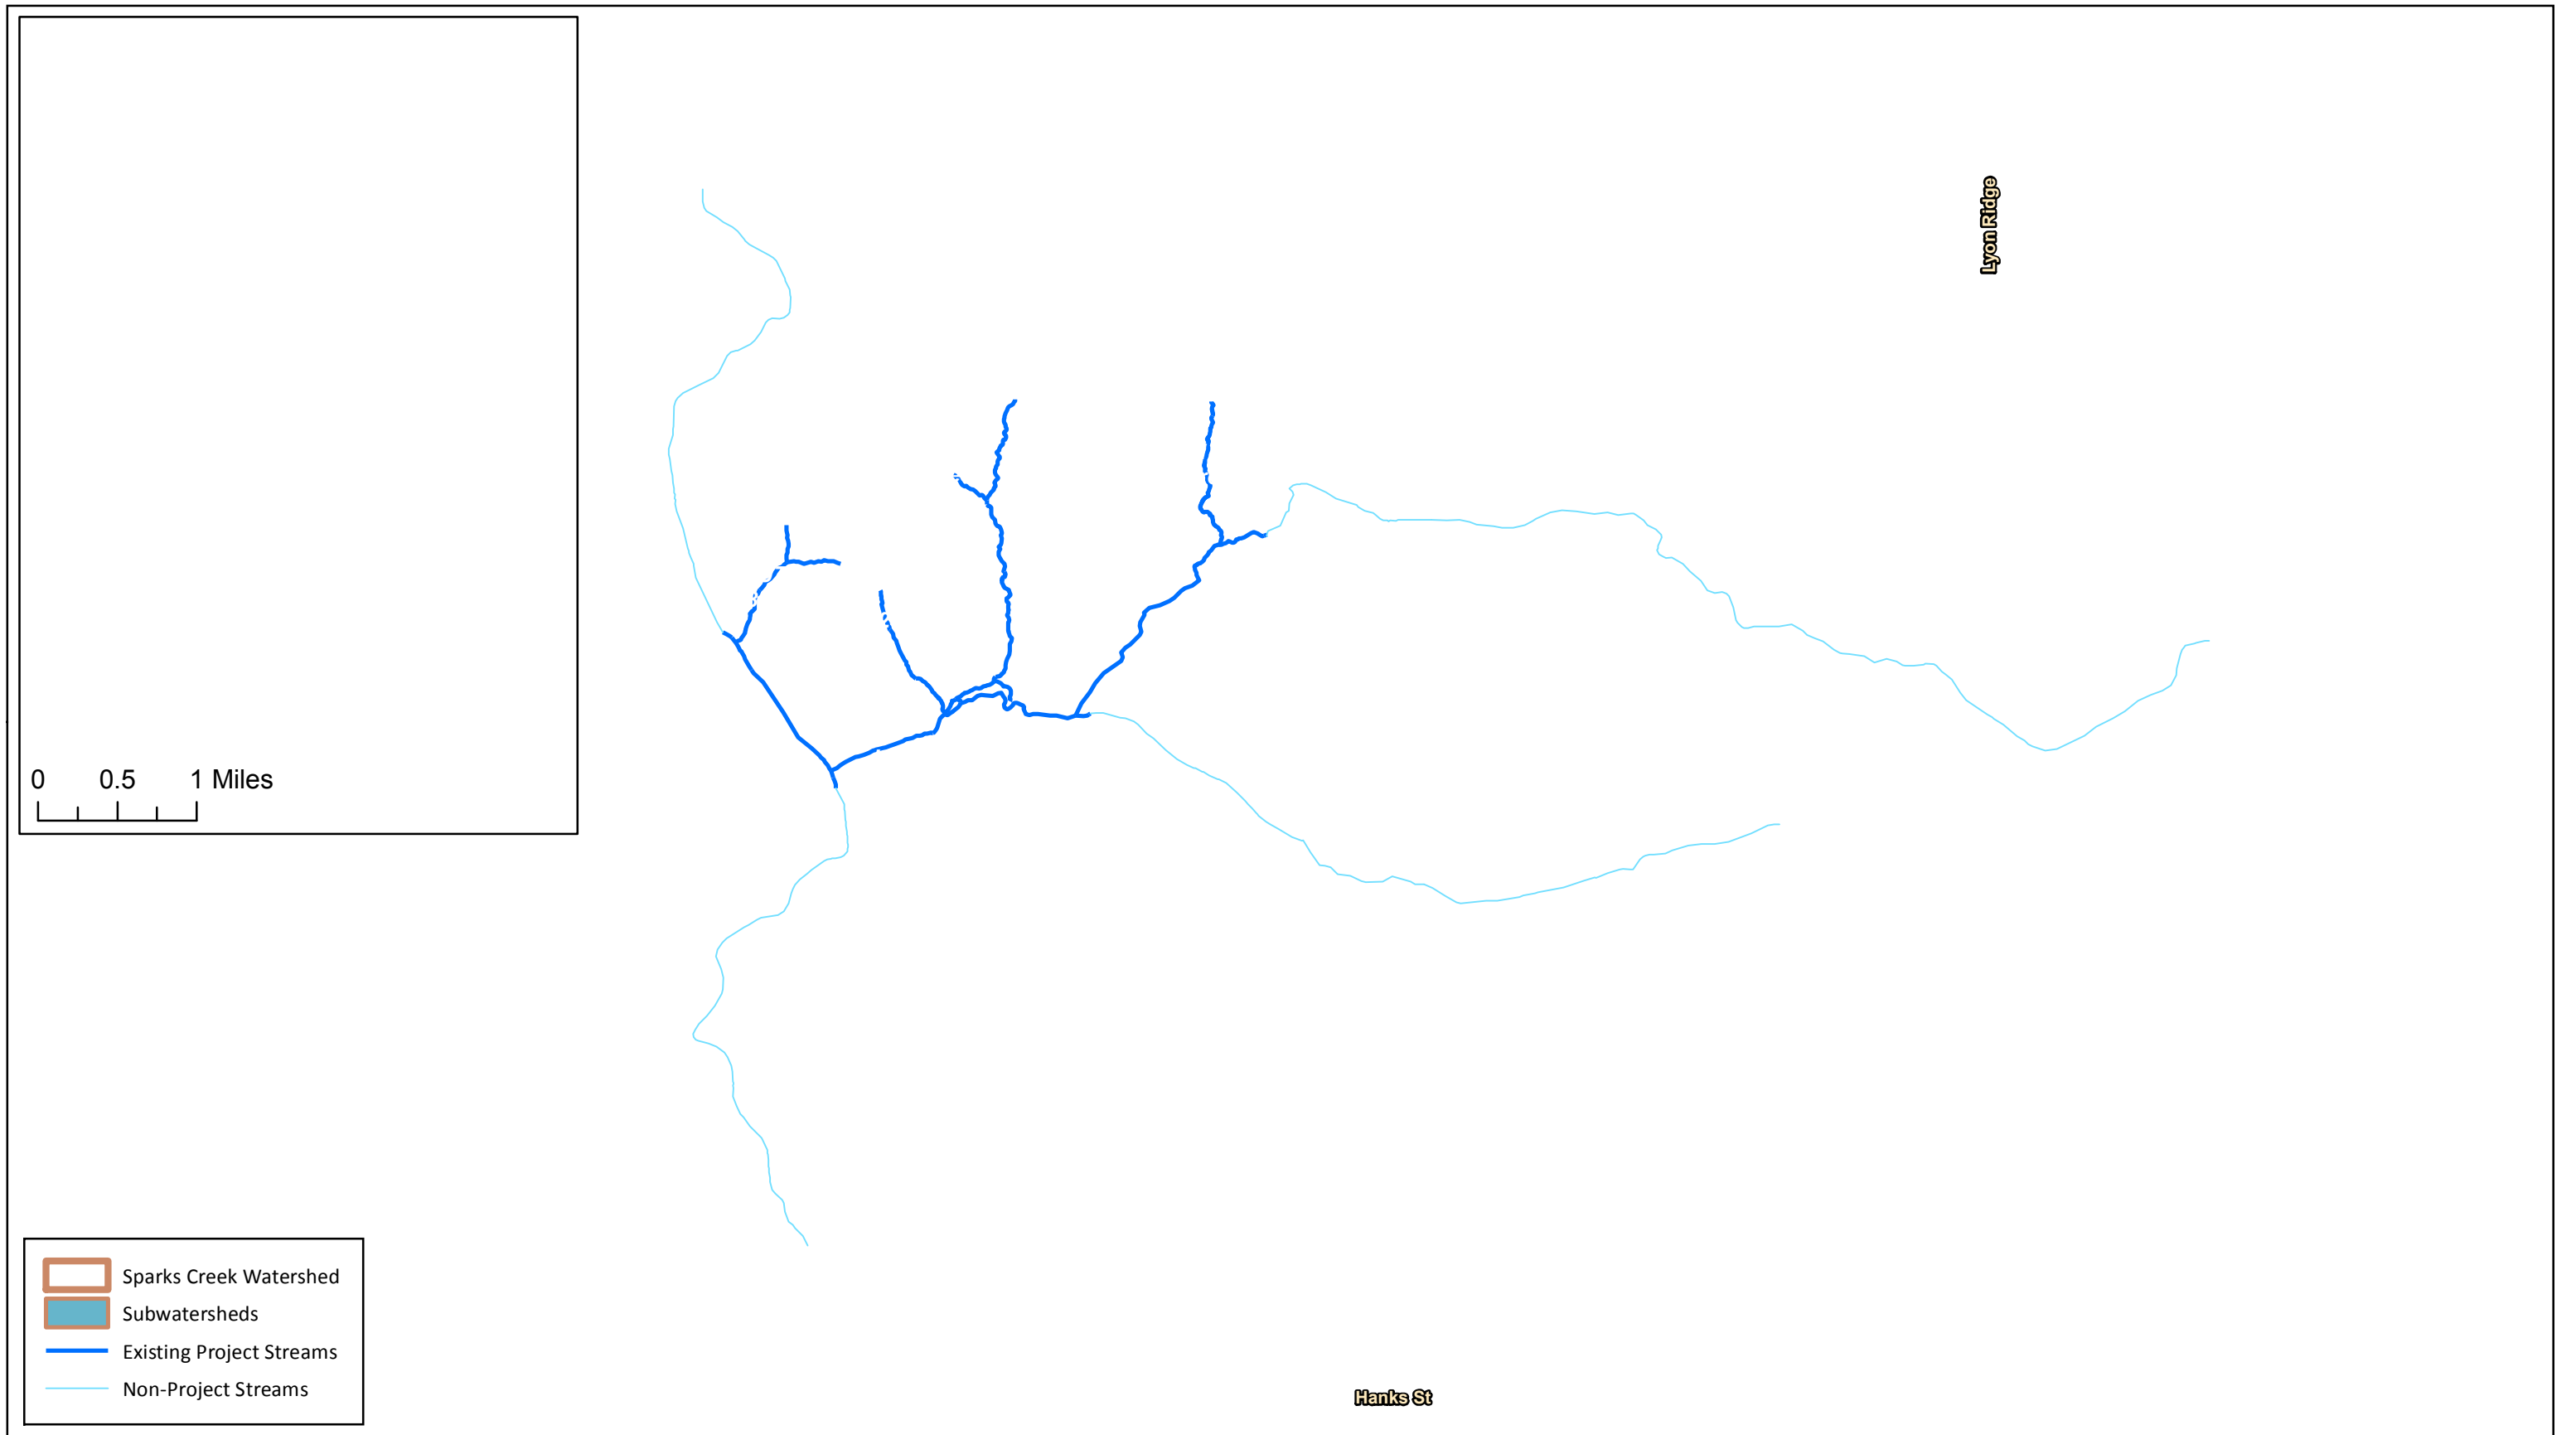 Lyon Ridge
0 0.5 1 Miles
Sparks Creek Watershed
Subwatersheds
Existing Project Streams
Non-Project Streams
Hanks St